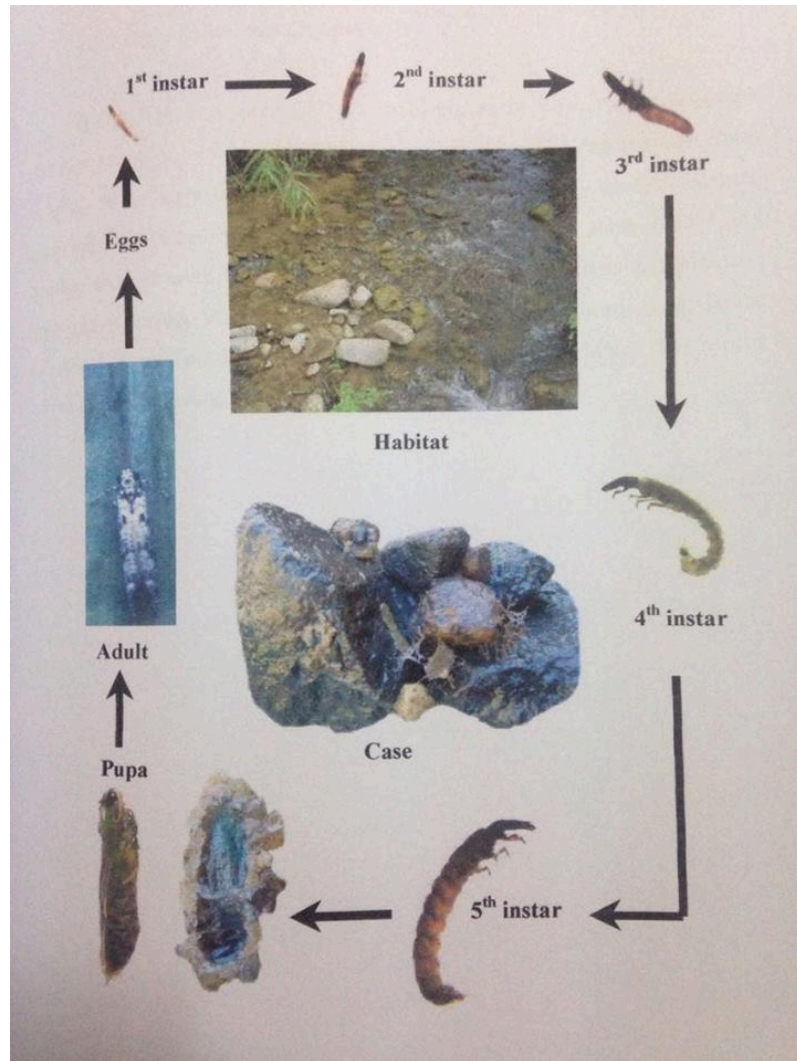 1st instar
2nd instar
3rd instar
Eggs
Habitat
4th instar
Adult
Case
Pupa
5th instar